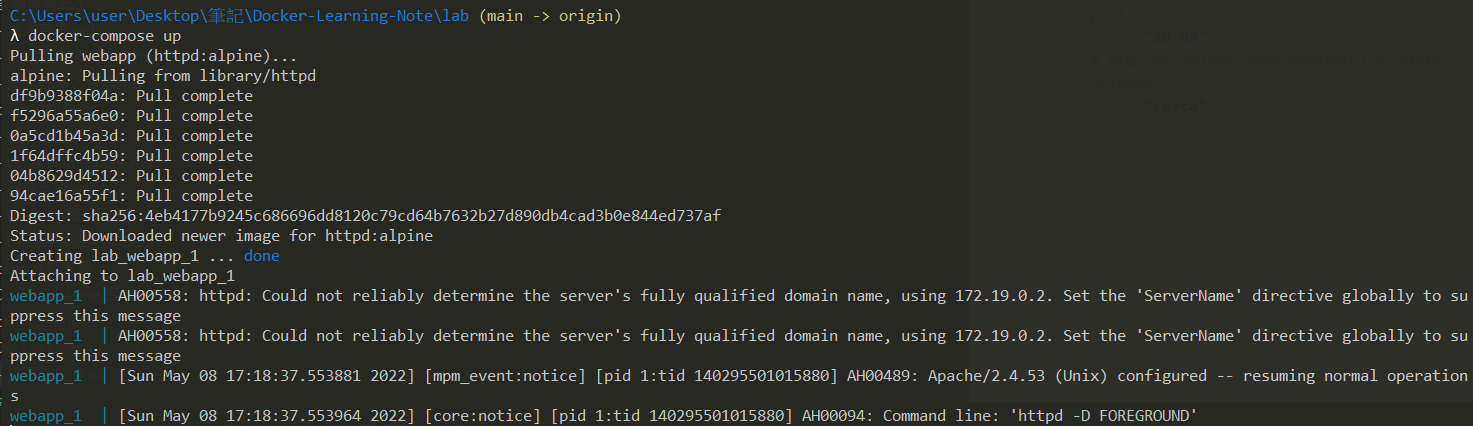 C:\Users\user\Desktop\筆記\Docker-Learning-Note\lab (main -> origin)
λ docker-compose up
Pulling webapp (httpd:alpine)...
alpine: Pulling from library/httpd
df9b9388f04a: Pull complete
f5296a55a6e0: Pull complete
0a5cd1b45a3d: Pull complete
1f64dffc4b59: Pull complete
04b8629d4512: Pull complete
94cae16a55f1: Pull complete
Digest: sha256:4eb4177b9245c686696dd8120c79cd64b7632b27d890db4cad3b0e844ed737af
Status: Downloaded newer image for httpd:alpine
Creating lab_webapp_1 ... done
Attaching to lab_webapp_1
webapp_1  | AH00558: httpd: Could not reliably determine the server's fully qualified domain name, using 172.19.0.2. Set the 'ServerName' directive globally to su
ppress this message
webapp_1  | AH00558: httpd: Could not reliably determine the server's fully qualified domain name, using 172.19.0.2. Set the 'ServerName' directive globally to su
ppress this message
webapp_1  | [Sun May 08 17:18:37.553881 2022] [mpm_event:notice] [pid 1:tid 140295501015880] AH00489: Apache/2.4.53 (Unix) configured -- resuming normal operation
s
webapp_1  | [Sun May 08 17:18:37.553964 2022] [core:notice] [pid 1:tid 140295501015880] AH00094: Command line: 'httpd -D FOREGROUND'